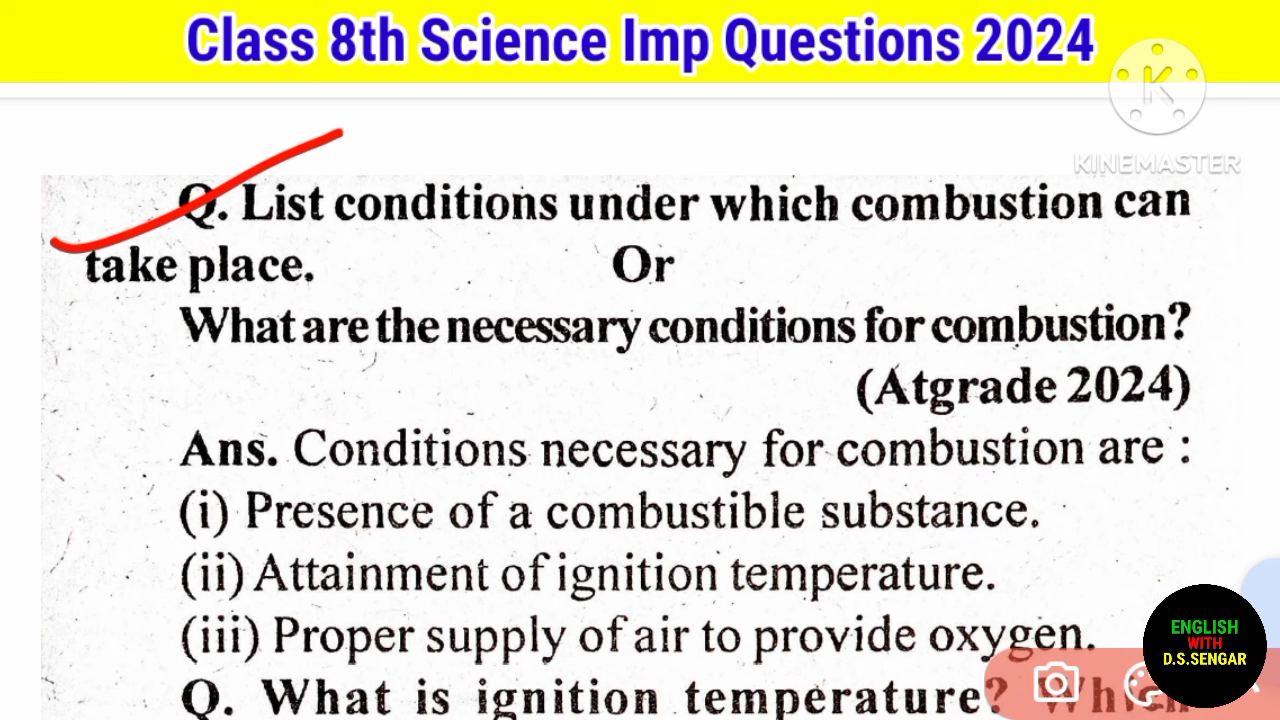 Class 8th Science Imp Questions 2024
K
KINEMASTER
Q. List conditions under which combustion can
take place. Or
What are the necessary conditions for combustion?
(Atgrade 2024)
Ans. Conditions necessary for combustion are :
(i) Presence of a combustible substance.
(ii) Attainment of ignition temperature.
(iii) Proper supply of air to provide oxygen.
Q. What is ignition temperature?
ENGLISH
WITH
D.S.SENGAR